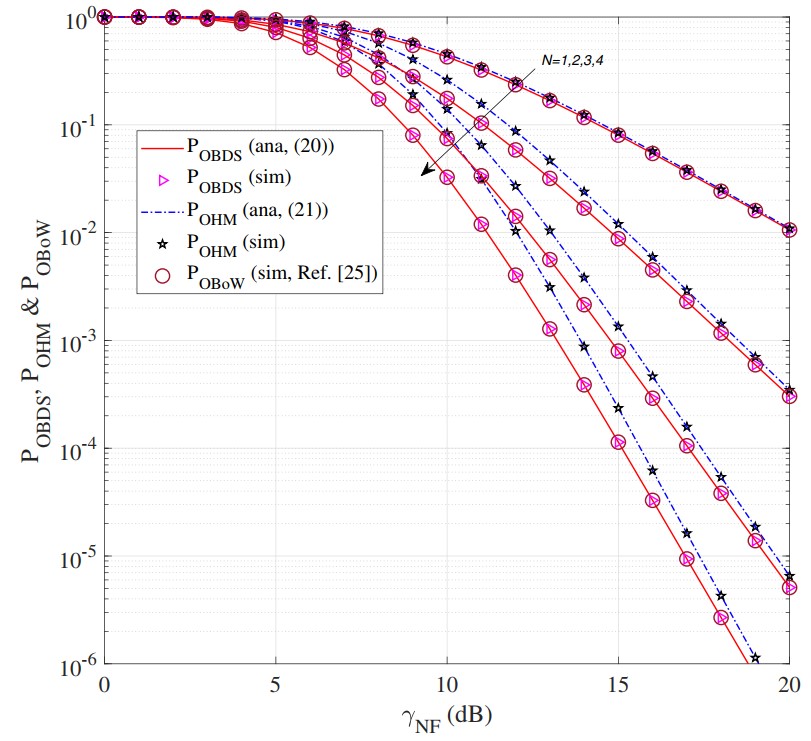 10^0
10^-1
10^-2
10^-3
10^-4
10^-5
10^-6
P_OBDS, P_OHM & P_OBoW
N=1,2,3,4
P_OBDS (ana, (20))
P_OBDS (sim)
P_OHM (ana, (21))
P_OHM (sim)
P_OBoW (sim, Ref. [25])
0 5 10 15 20
γ_NF (dB)